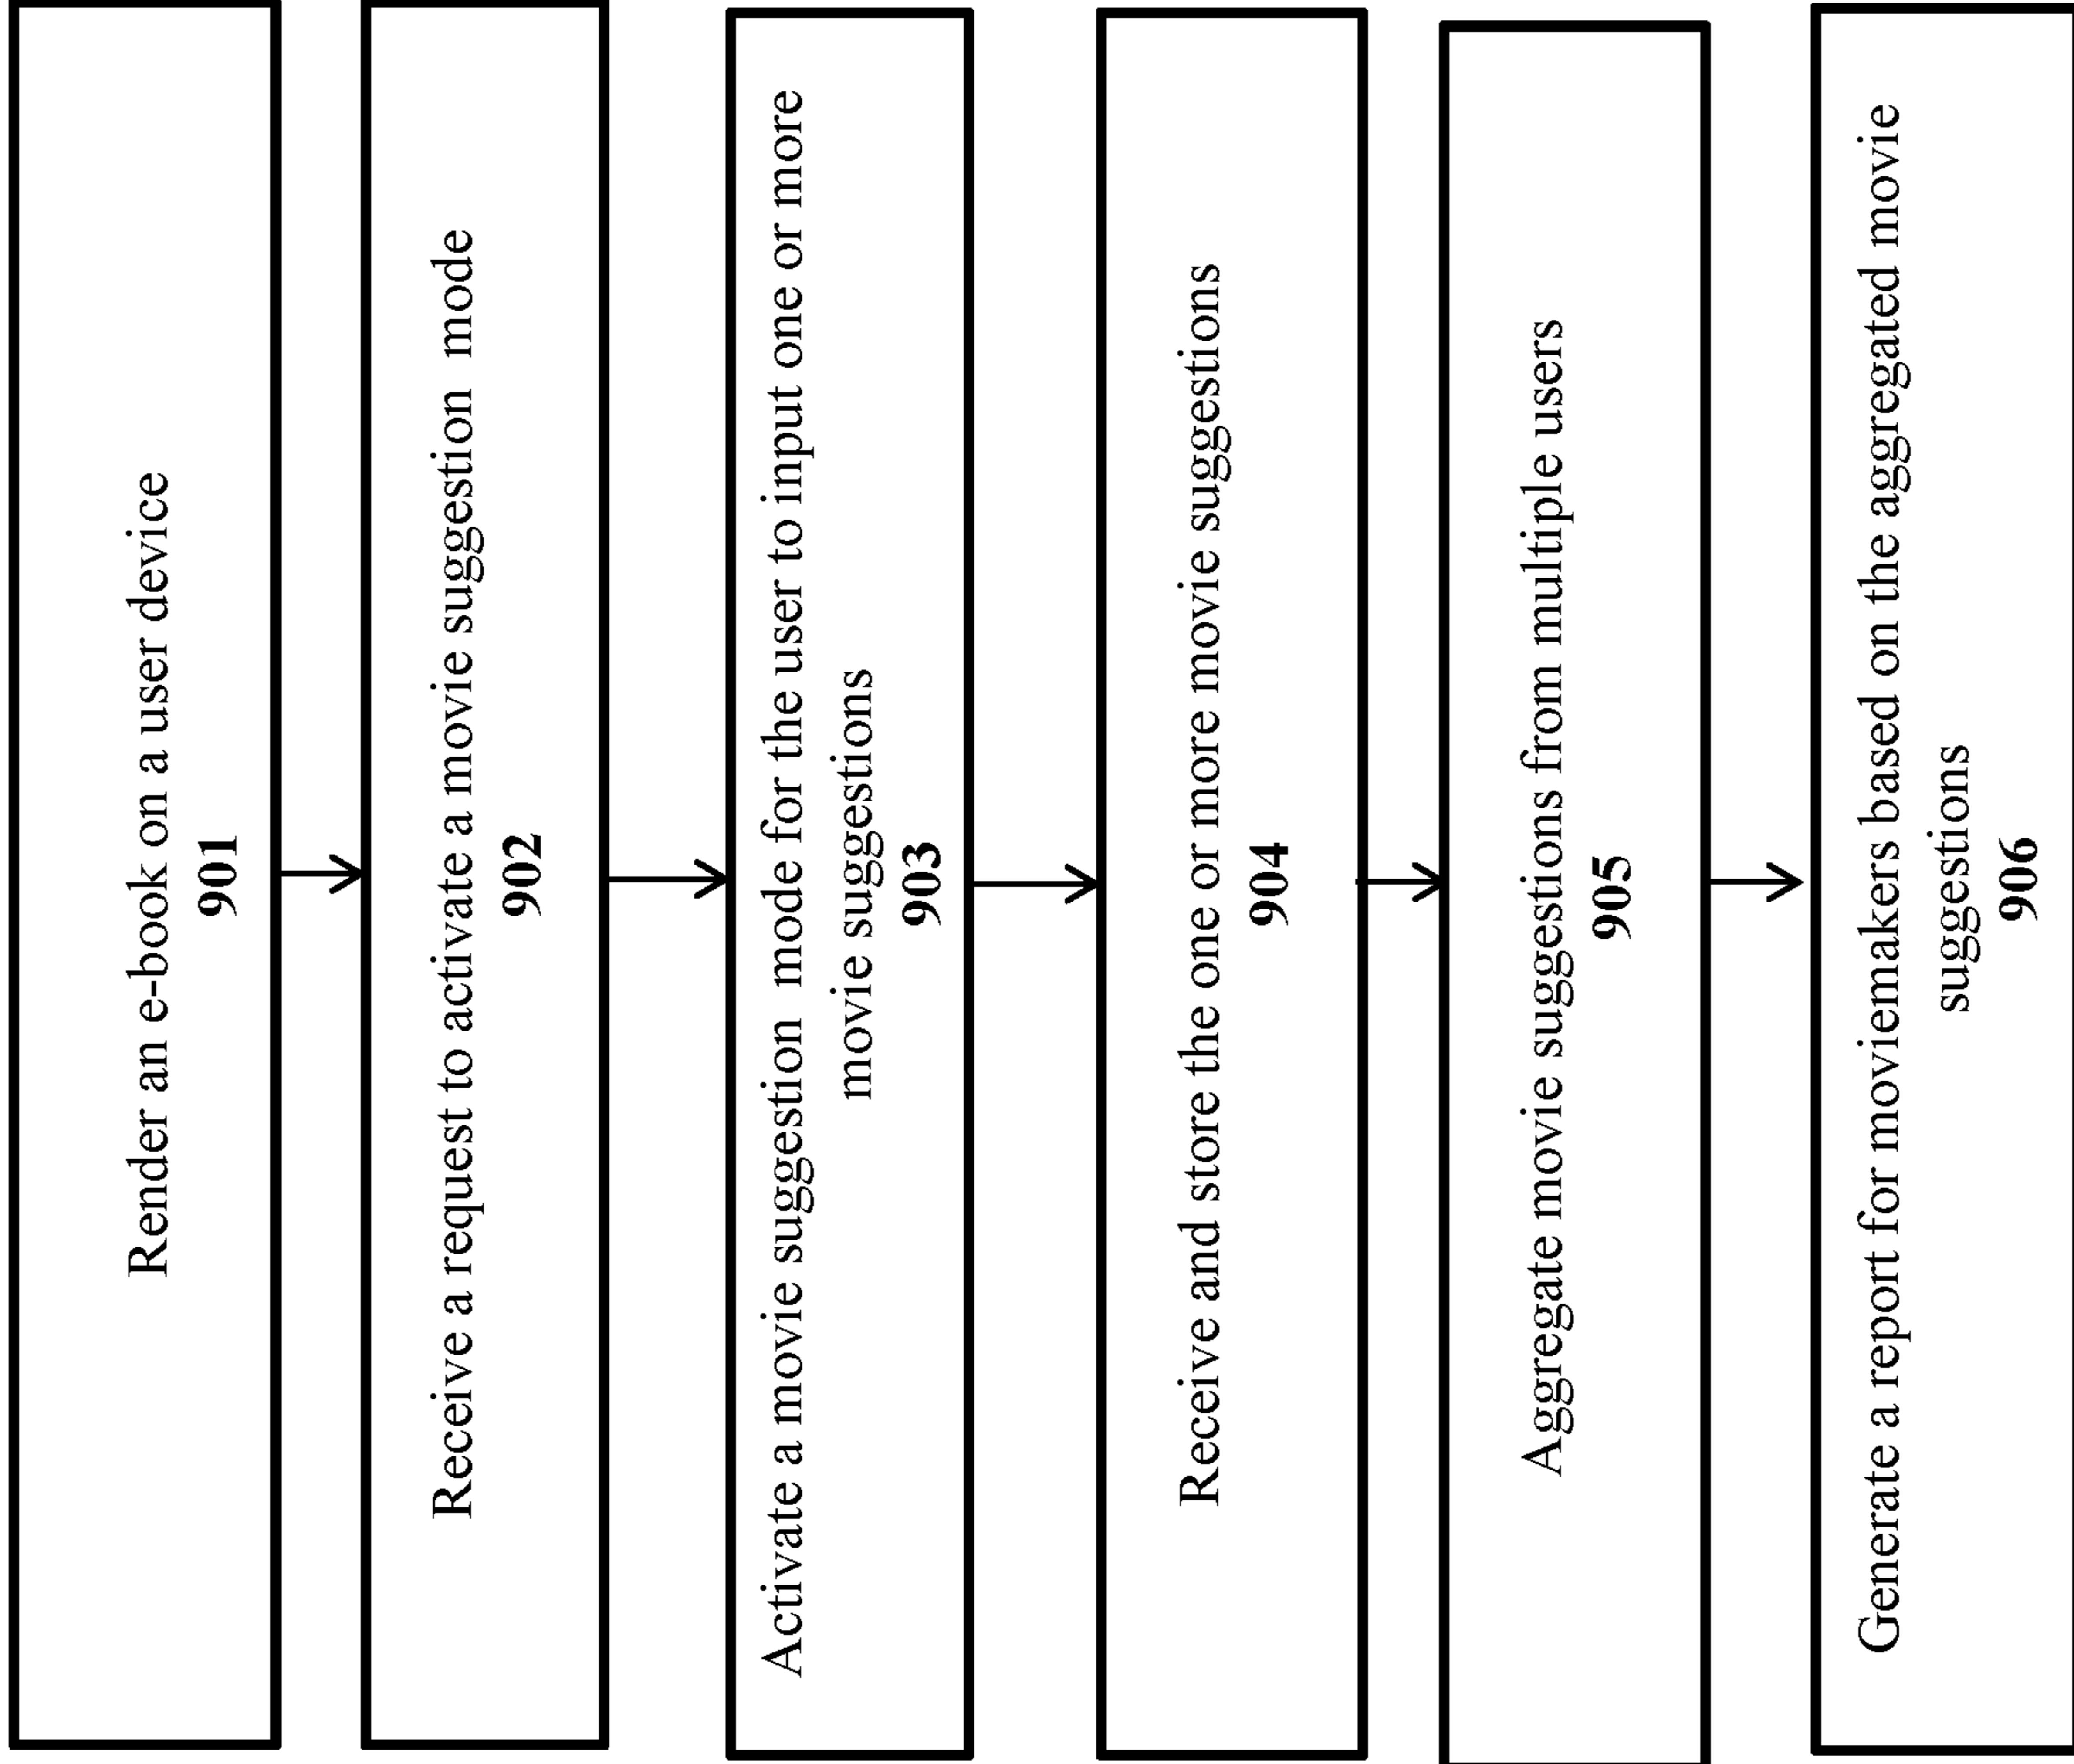 Render an e-book on a user device
901
Receive a request to activate a movie suggestion mode
902
Activate a movie suggestion mode for the user to input one or more
movie suggestions
903
Receive and store the one or more movie suggestions
904
Aggregate movie suggestions from multiple users
905
Generate a report for moviemakers based on the aggregated movie
suggestions
906